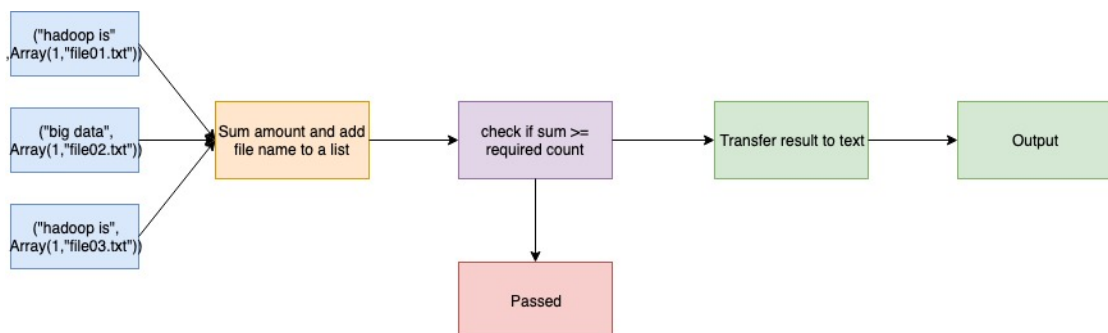 ("hadoop is"
,Array(1,"file01.txt"))
("big data",
Array(1,"file02.txt"))
("hadoop is",
Array(1,"file03.txt"))
Sum amount and add
file name to a list
check if sum >=
required count
Transfer result to text
Output
Passed